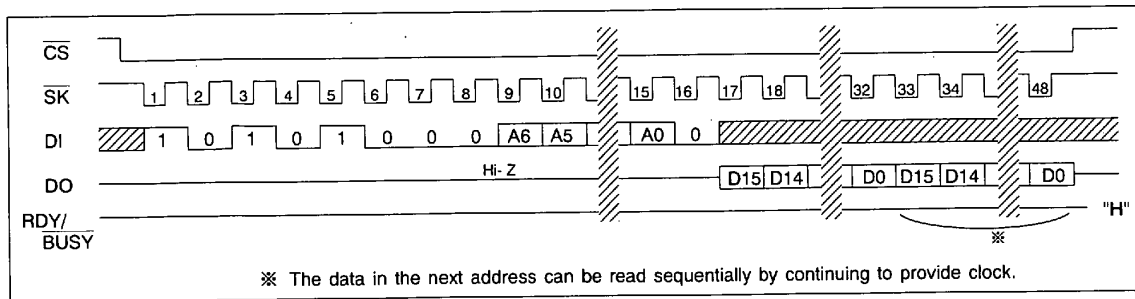 CS
SK 1 2 3 4 5 6 7 8 9 10 15 16 17 18 32 33 34 48
DI 1 0 1 0 1 0 0 0 A6 A5 A0 0
DO Hi-Z D15 D14 D0 D15 D14 D0
RDY/
BUSY "H"
※
※ The data in the next address can be read sequentially by continuing to provide clock.